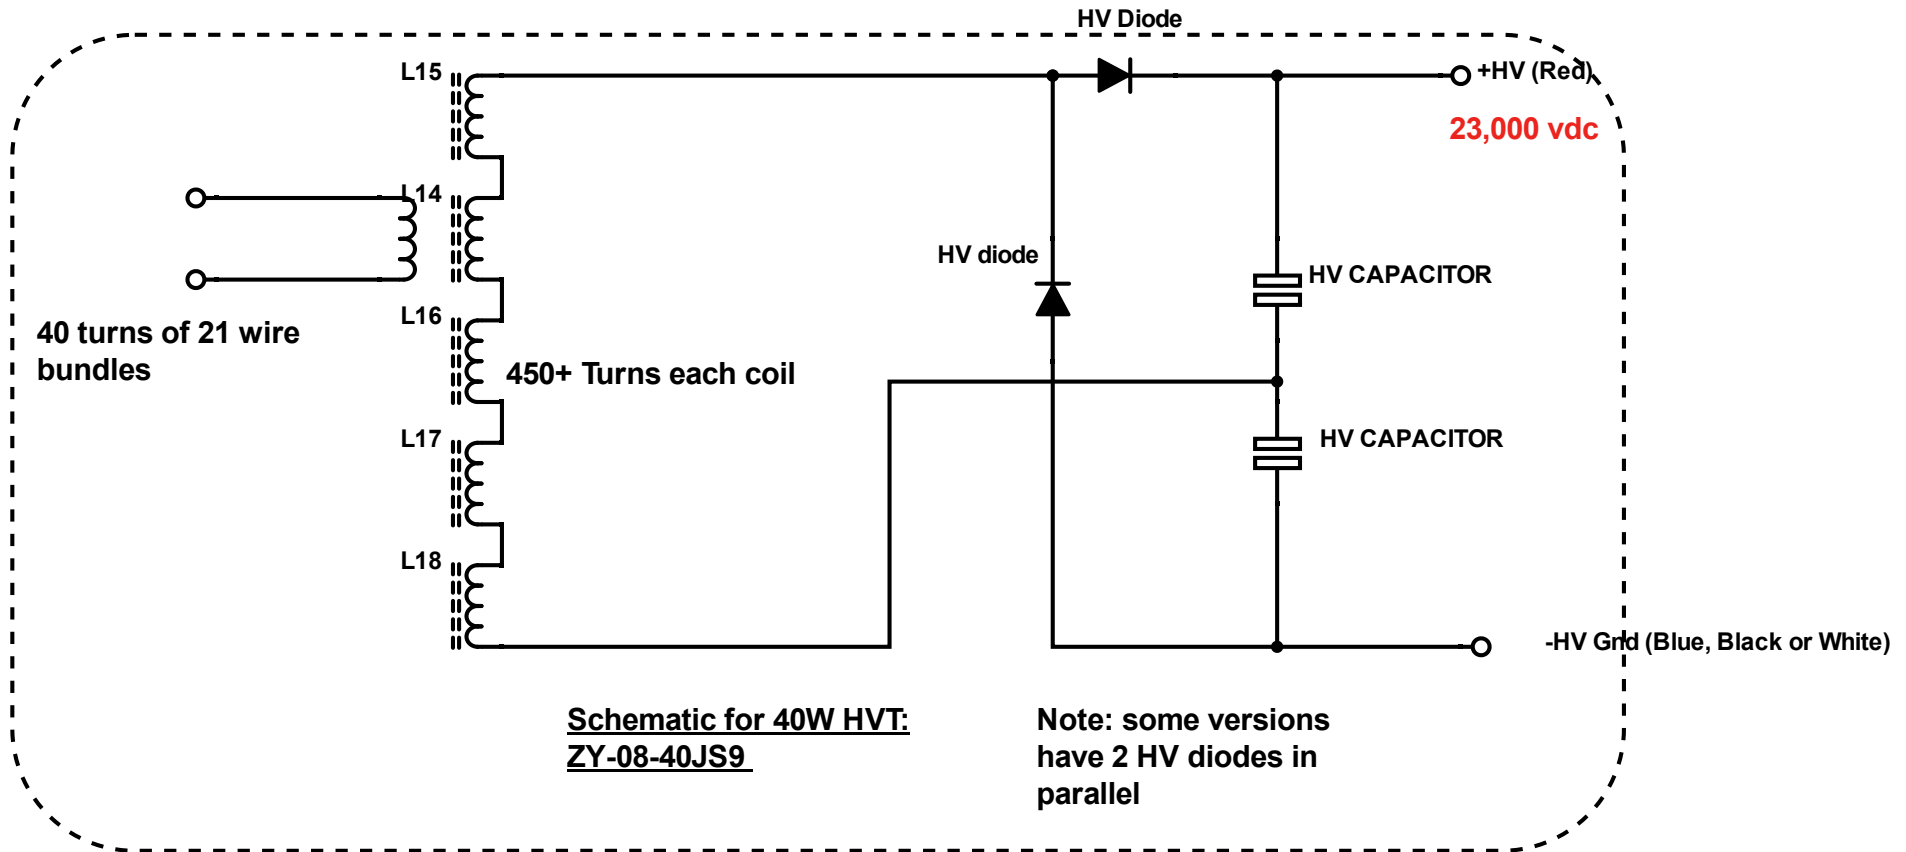 HV Diode
L15
+HV (Red)
23,000 vdc
L14
HV diode
HV CAPACITOR
L16
40 turns of 21 wire
bundles
450+ Turns each coil
L17
HV CAPACITOR
L18
-HV Gnd (Blue, Black or White)
Schematic for 40W HVT:
ZY-08-40JS9
Note: some versions
have 2 HV diodes in
parallel